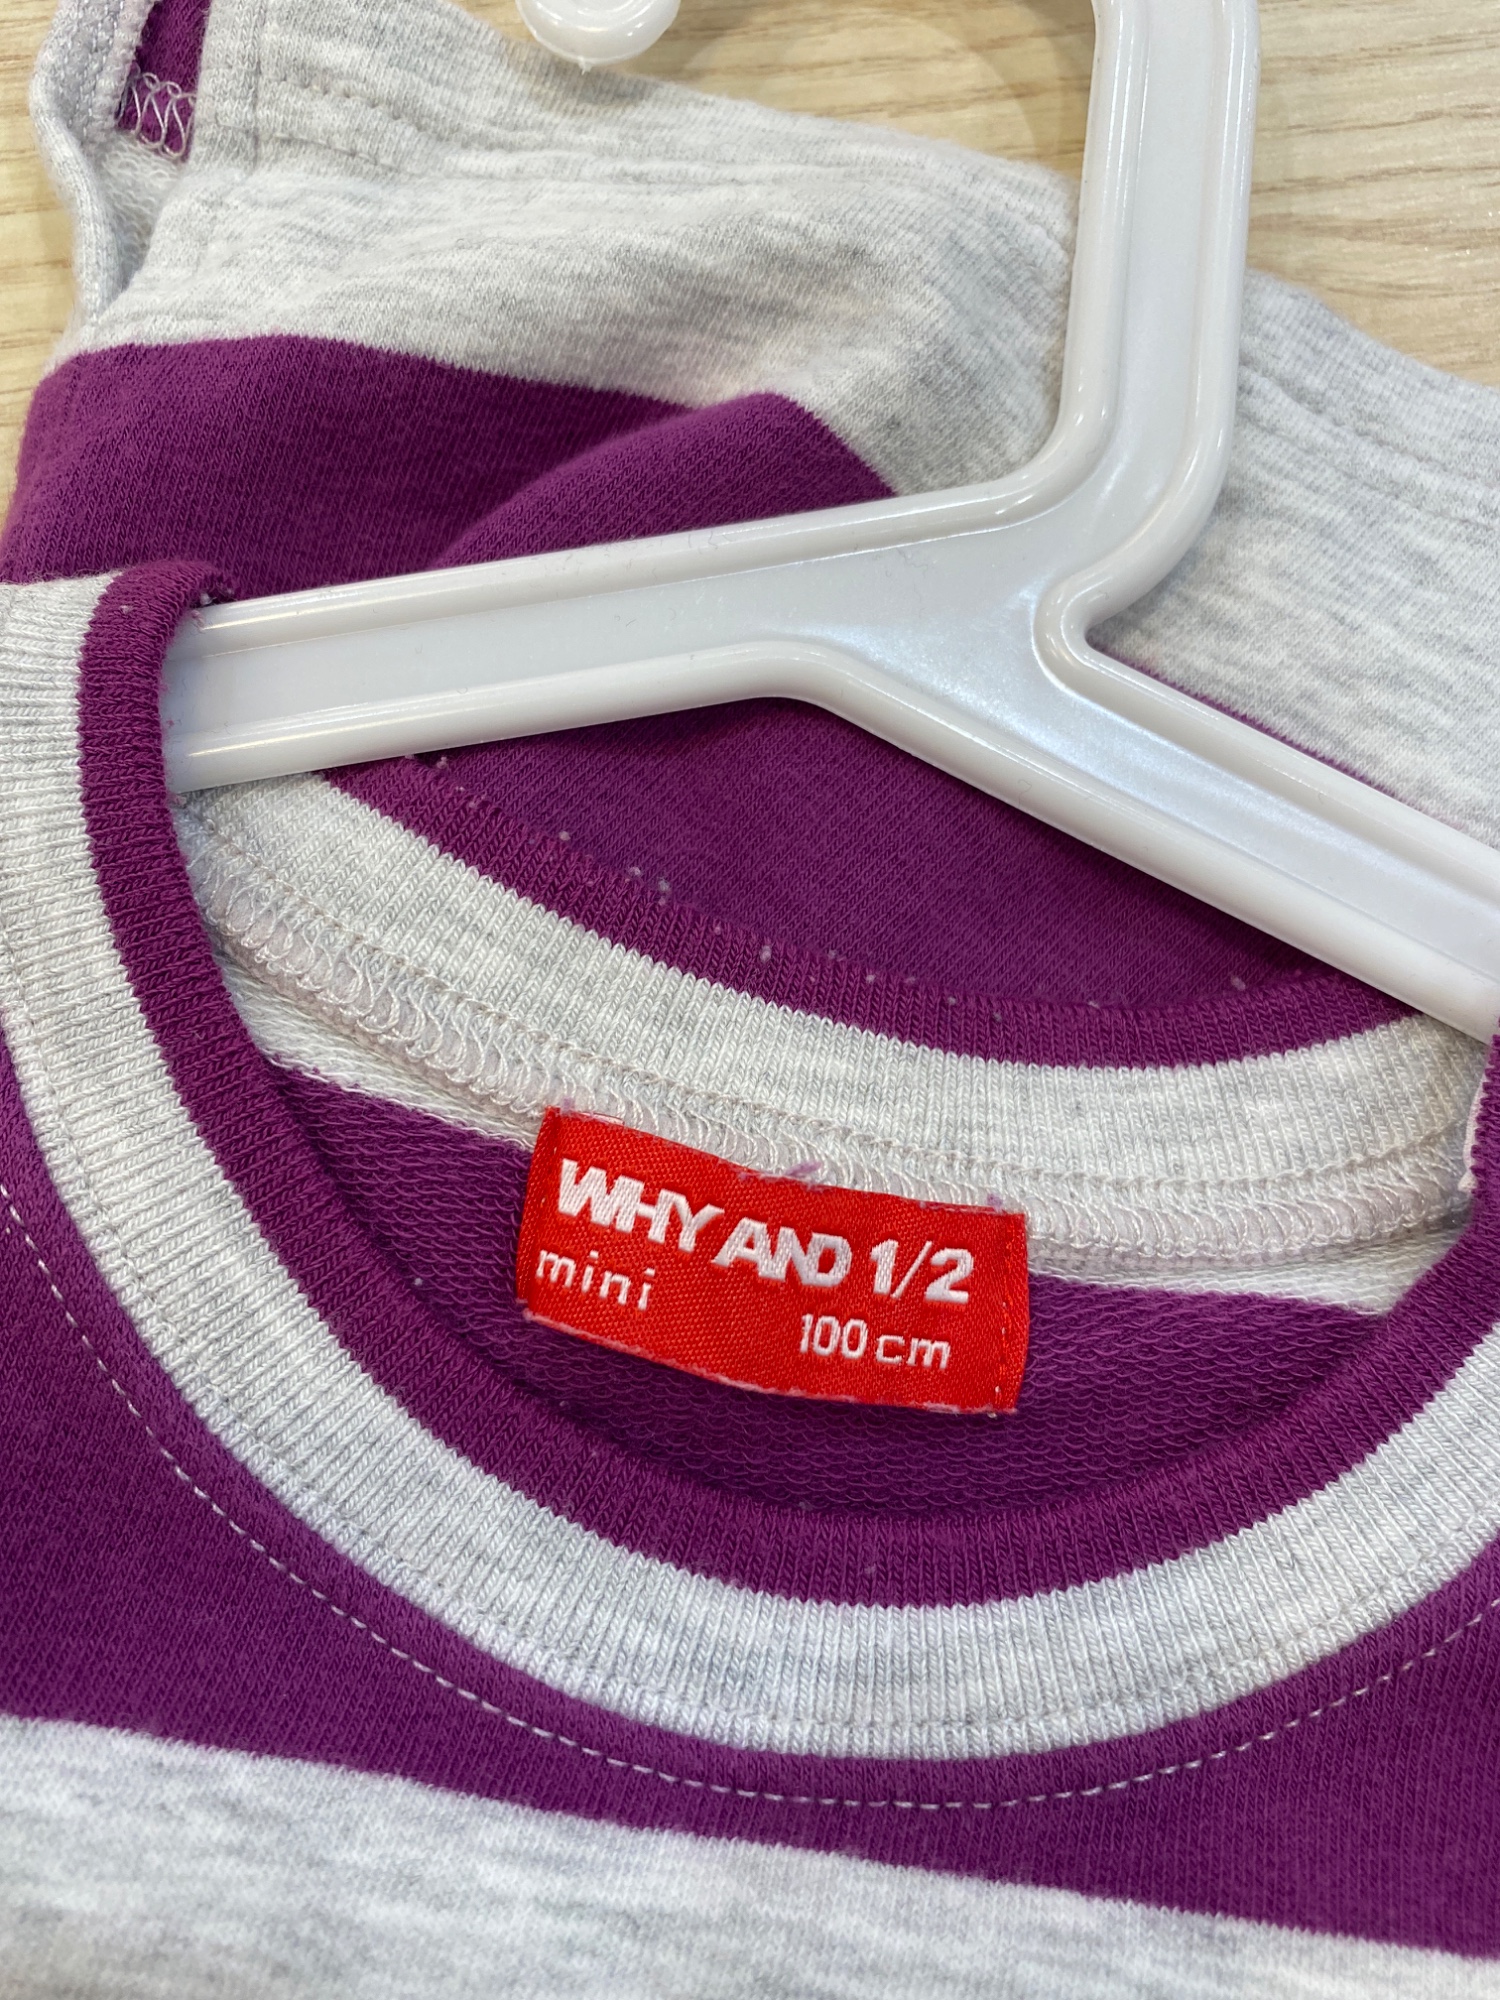 WHY AND 1/2
mini
100cm